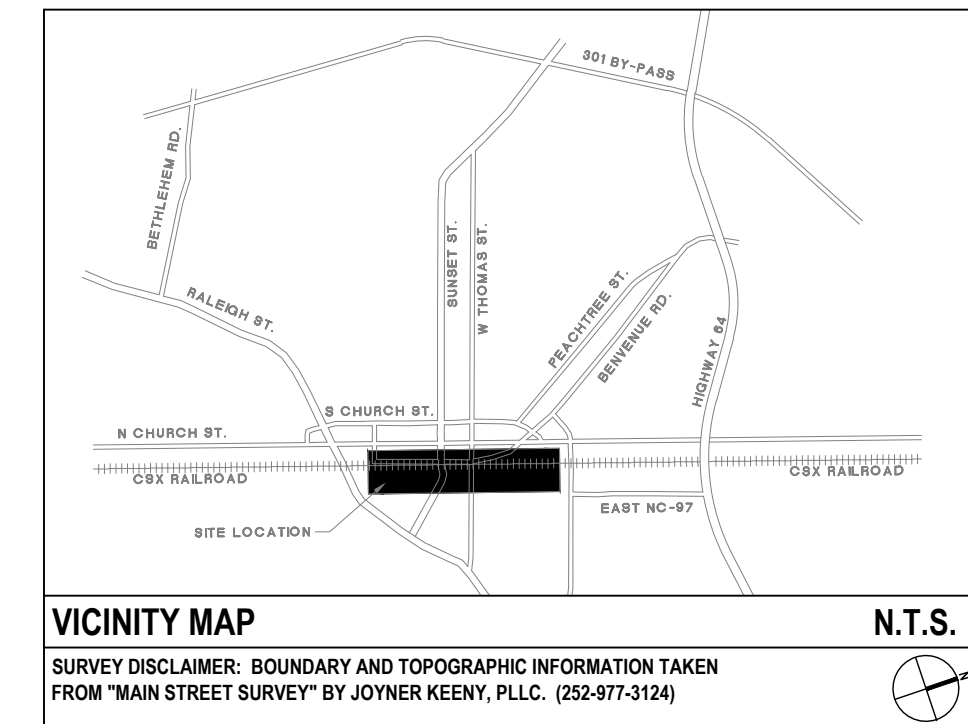 301 BY-PASS
BETHLEHEM RD.
RALEIGH ST.
SUNSET ST.
W THOMAS ST.
PEACHTREE ST.
BENVENUE RD.
HIGHWAY 64
S CHURCH ST.
N CHURCH ST.
CSX RAILROAD
CSX RAILROAD
EAST NC-97
SITE LOCATION
VICINITY MAP
N.T.S.
SURVEY DISCLAIMER: BOUNDARY AND TOPOGRAPHIC INFORMATION TAKEN
FROM "MAIN STREET SURVEY" BY JOYNER KEENY, PLLC. (252-977-3124)
N